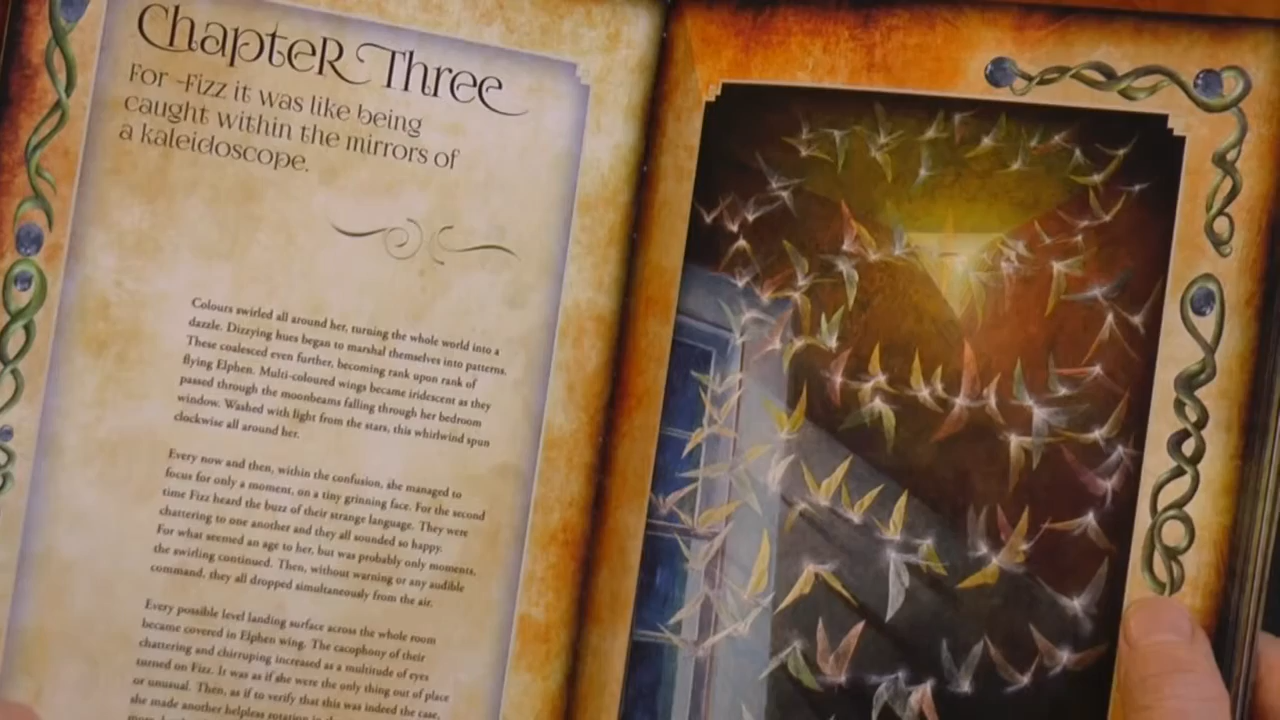 Chapter Three
For Fizz it was like being
caught within the mirrors of
a kaleidoscope.
Colours swirled all around her, turning the whole world into a
dazzle. Dizzying hues began to marshal themselves into patterns.
These coalesced even further, becoming rank upon rank of
flying Elphen. Multi-coloured wings became iridescent as they
passed through the moonbeams falling through her bedroom
window. Washed with light from the stars, this whirlwind spun
clockwise all around her.
Every now and then, within the confusion, she managed to
focus for only a moment, on a tiny grinning face. For the second
time Fizz heard the buzz of their strange language. They were
chattering to one another and they all sounded so happy.
For what seemed an age to her, but was probably only moments,
the swirling continued. Then, without warning or any audible
command, they all dropped simultaneously from the air.
Every possible level landing surface across the whole room
became covered in Elphen wing. The cacophony of their
chattering and chirruping increased as a multitude of eyes
turned on Fizz. It was as if she were the only thing out of place
or unusual. Then, as if to verify that this was indeed the case,
she made another helpless rotation in